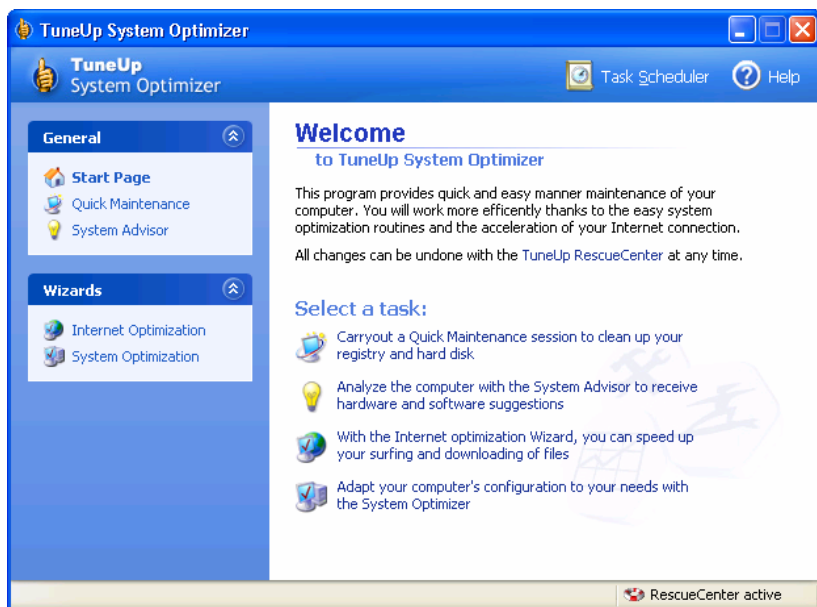 TuneUp System Optimizer
TuneUp
System Optimizer
Task Scheduler
Help
General
Start Page
Quick Maintenance
System Advisor
Wizards
Internet Optimization
System Optimization
Welcome
to TuneUp System Optimizer
This program provides quick and easy manner maintenance of your
computer. You will work more efficently thanks to the easy system
optimization routines and the acceleration of your Internet connection.
All changes can be undone with the TuneUp RescueCenter at any time.
Select a task:
Carryout a Quick Maintenance session to clean up your
registry and hard disk
Analyze the computer with the System Advisor to receive
hardware and software suggestions
With the Internet optimization Wizard, you can speed up
your surfing and downloading of files
Adapt your computer's configuration to your needs with
the System Optimizer
RescueCenter active